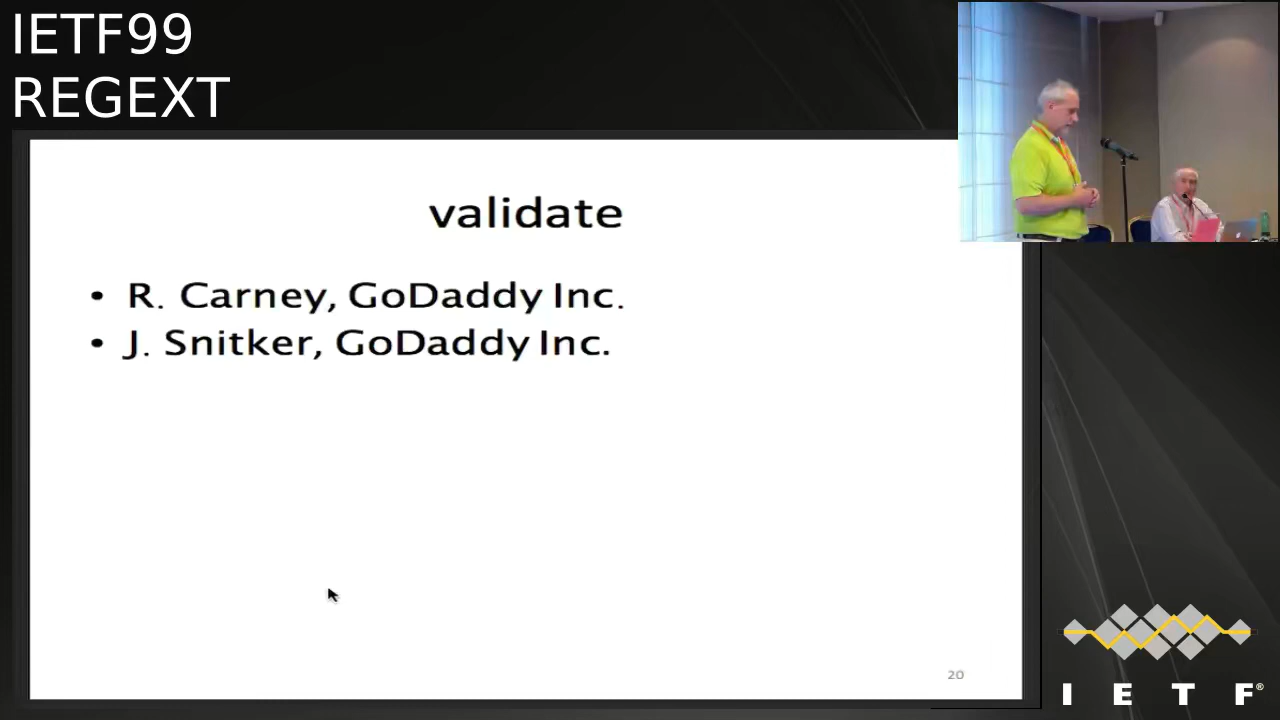 IETF99
REGEXT
validate
• R. Carney, GoDaddy Inc.
• J. Snitker, GoDaddy Inc.
20
I E T F®